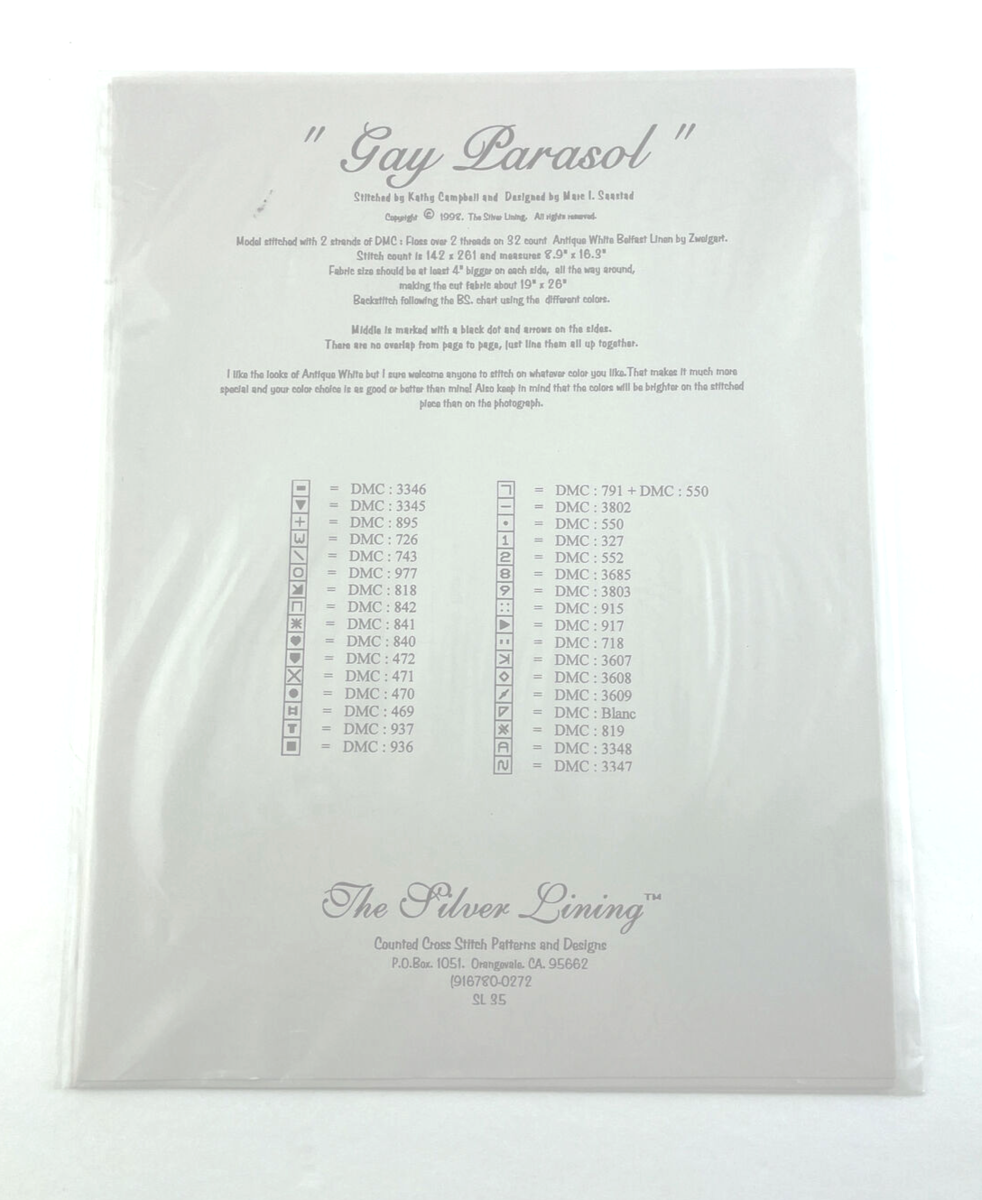 " Gay Parasol "
Stitched by Kathy Campbell and Designed by Marc I. Saastad
Copyright © 1998. The Silver Lining. All rights reserved.
Model stitched with 2 strands of DMC : Floss over 2 threads on 32 count Antique White Belfast Linen by Zweigart.
Stitch count is 142 x 261 and measures 8.9" x 16.3"
Fabric size should be at least 4" bigger on each side, all the way around,
making the cut fabric about 19" x 26"
Backstitch following the BS. chart using the different colors.
Middle is marked with a black dot and arrows on the sides.
There are no overlap from page to page, just line them all up together.
I like the looks of Antique White but I sure welcome anyone to stitch on whatever color you like.That makes it much more
special and your color choice is as good or better than mine! Also keep in mind that the colors will be brighter on the stitched
piece than on the photograph.
= DMC : 3346
= DMC : 3345
+ = DMC : 895
= DMC : 726
\ = DMC : 743
O = DMC : 977
= DMC : 818
= DMC : 842
= DMC : 841
♥ = DMC : 840
= DMC : 472
X = DMC : 471
● = DMC : 470
= DMC : 469
T = DMC : 937
■ = DMC : 936
= DMC : 791 + DMC : 550
– = DMC : 3802
• = DMC : 550
1 = DMC : 327
2 = DMC : 552
8 = DMC : 3685
9 = DMC : 3803
:: = DMC : 915
▶ = DMC : 917
= DMC : 718
= DMC : 3607
◇ = DMC : 3608
= DMC : 3609
= DMC : Blanc
= DMC : 819
A = DMC : 3348
N = DMC : 3347
The Silver Lining™
Counted Cross Stitch Patterns and Designs
P.O.Box. 1051. Orangevale. CA. 95662
(916780-0272
SL 35